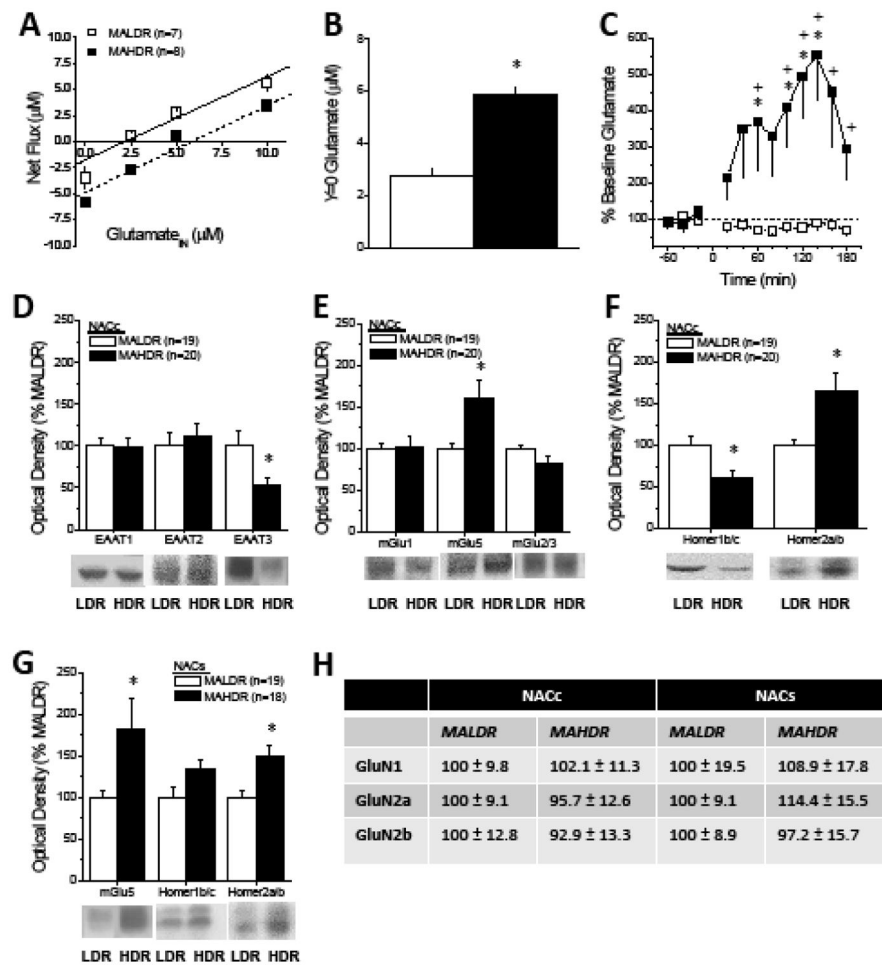 A
MALDR (n=7)
MAHDR (n=8)
10.0
7.5
5.0
2.5
0.0
-2.5
-5.0
-7.5
-10.0
0.0 2.5 5.0 7.5 10.0
Net Flux (μM)
Glutamate IN (μM)
B
8
6
4
2
0
Y=0 Glutamate (μM)
*
C
600
500
400
300
200
100
% Baseline Glutamate
+ + + + + +
* * * *
-60 0 60 120 180
Time (min)
D
NACc
MALDR (n=19)
MAHDR (n=20)
250
200
150
100
50
0
Optical Density (% MALDR)
*
EAAT1 EAAT2 EAAT3
LDR HDR LDR HDR LDR HDR
E
NACc
MALDR (n=19)
MAHDR (n=20)
250
200
150
100
50
0
Optical Density (% MALDR)
*
mGlu1 mGlu5 mGlu2/3
LDR HDR LDR HDR LDR HDR
F
NACc
MALDR (n=19)
MAHDR (n=20)
250
200
150
100
50
0
Optical Density (% MALDR)
* *
Homer1b/c Homer2a/b
LDR HDR LDR HDR
G
NACs
MALDR (n=19)
MAHDR (n=18)
250
200
150
100
50
0
Optical Density (% MALDR)
* *
mGlu5 Homer1b/c Homer2a/b
LDR HDR LDR HDR LDR HDR
H
NACc NACs
MALDR MAHDR MALDR MAHDR
GluN1 100 ± 9.8 102.1 ± 11.3 100 ± 19.5 108.9 ± 17.8
GluN2a 100 ± 9.1 95.7 ± 12.6 100 ± 9.1 114.4 ± 15.5
GluN2b 100 ± 12.8 92.9 ± 13.3 100 ± 8.9 97.2 ± 15.7